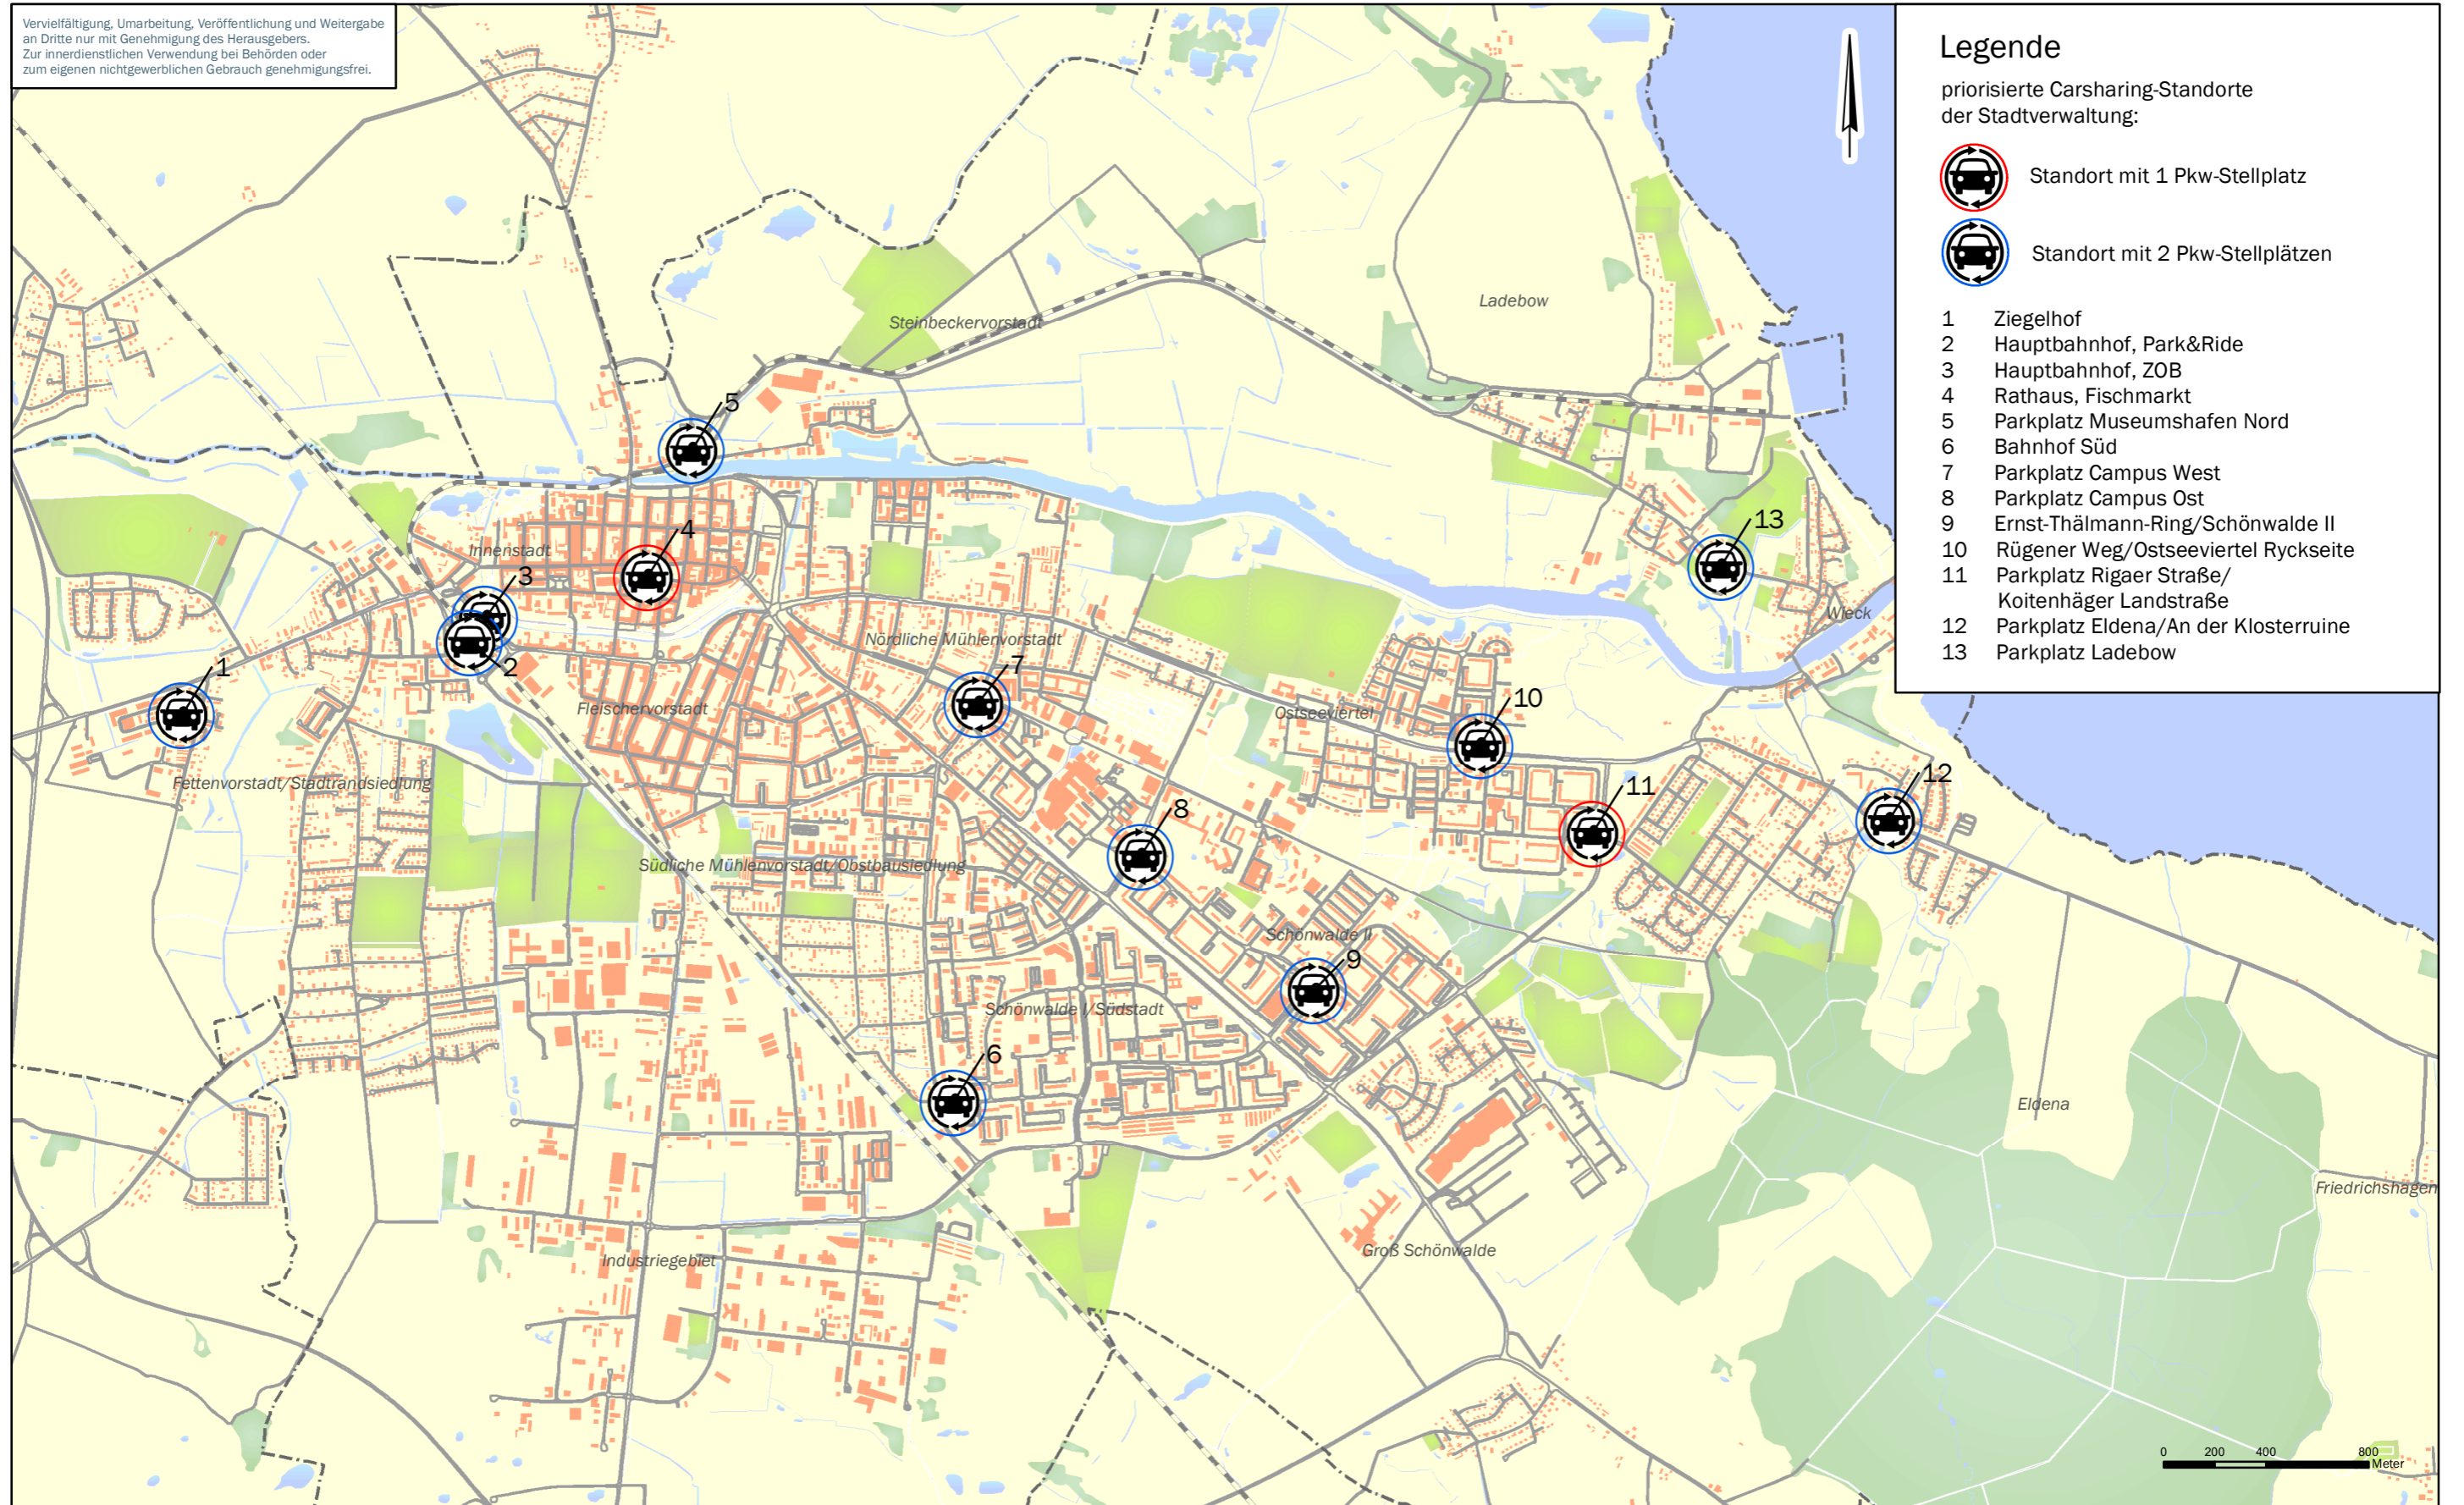 Vervielfältigung, Umarbeitung, Veröffentlichung und Weitergabe
an Dritte nur mit Genehmigung des Herausgebers.
Zur innerdienstlichen Verwendung bei Behörden oder
zum eigenen nichtgewerblichen Gebrauch genehmigungsfrei.
Legende
priorisierte Carsharing-Standorte
der Stadtverwaltung:
Standort mit 1 Pkw-Stellplatz
Standort mit 2 Pkw-Stellplätzen
1 Ziegelhof
2 Hauptbahnhof, Park&Ride
3 Hauptbahnhof, ZOB
4 Rathaus, Fischmarkt
5 Parkplatz Museumshafen Nord
6 Bahnhof Süd
7 Parkplatz Campus West
8 Parkplatz Campus Ost
9 Ernst-Thälmann-Ring/Schönwalde II
10 Rügener Weg/Ostseeviertel Ryckseite
11 Parkplatz Rigaer Straße/
Koitenhäger Landstraße
12 Parkplatz Eldena/An der Klosterruine
13 Parkplatz Ladebow
Ladebow
Steinbeckervorstadt
5
13
4
Innenstadt
3
Wieck
Nördliche Mühlenvorstadt
7
1
2
10
Fleischervorstadt
Ostseeviertel
12
Fettenvorstadt/Stadtrandsiedlung
11
8
Südliche Mühlenvorstadt/Obstbausiedlung
Schönwalde II
9
Schönwalde I/Südstadt
6
Eldena
Friedrichshagen
Groß Schönwalde
Industriegebiet
0 200 400 800
Meter